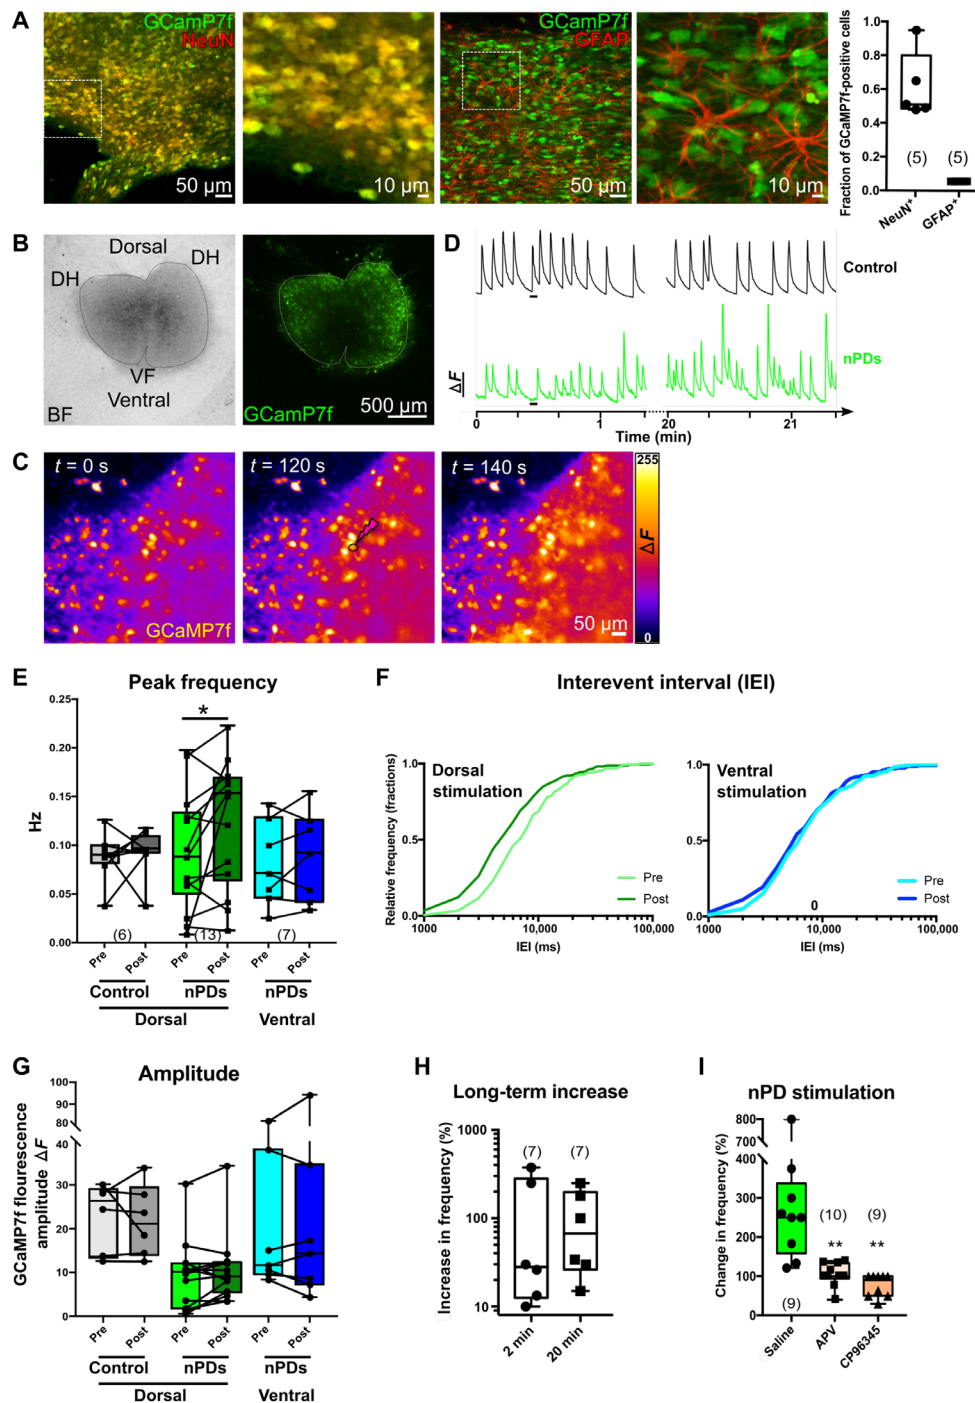 A
GCamP7f
NeuN
50 µm
10 µm
GCamP7f
GFAP
50 µm
10 µm
Fraction of GCaMP7f-positive cells
1.0
0.8
0.6
0.4
0.2
0.0
(5)
(5)
NeuN+
GFAP+
B
Dorsal
DH
DH
VF
Ventral
BF
GCamP7f
500 µm
D
Control
nPDs
ΔF
0
1
20
21
Time (min)
C
t = 0 s
t = 120 s
t = 140 s
GCaMP7f
50 µm
255
ΔF
0
E
Peak frequency
Hz
0.25
0.20
0.15
0.10
0.05
0.00
*
(6)
(13)
(7)
Pre
Post
Pre
Post
Pre
Post
Control
nPDs
nPDs
Dorsal
Ventral
F
Interevent interval (IEI)
Relative frequency (fractions)
1.0
0.5
0.0
Dorsal
stimulation
Pre
Post
1000
10,000
100,000
IEI (ms)
1.0
0.5
0.0
Ventral
stimulation
Pre
Post
0
1000
10,000
100,000
IEI (ms)
G
Amplitude
GCaMP7f flourescence
amplitude ΔF
100
90
80
40
30
20
10
0
Pre
Post
Pre
Post
Pre
Post
Control
nPDs
nPDs
Dorsal
Ventral
H
Long-term increase
Increase in frequency (%)
1000
100
10
(7)
(7)
2 min
20 min
I
nPD stimulation
Change in frequency (%)
800
700
400
300
200
100
0
(9)
(10)
(9)
**
**
Saline
APV
CP96345